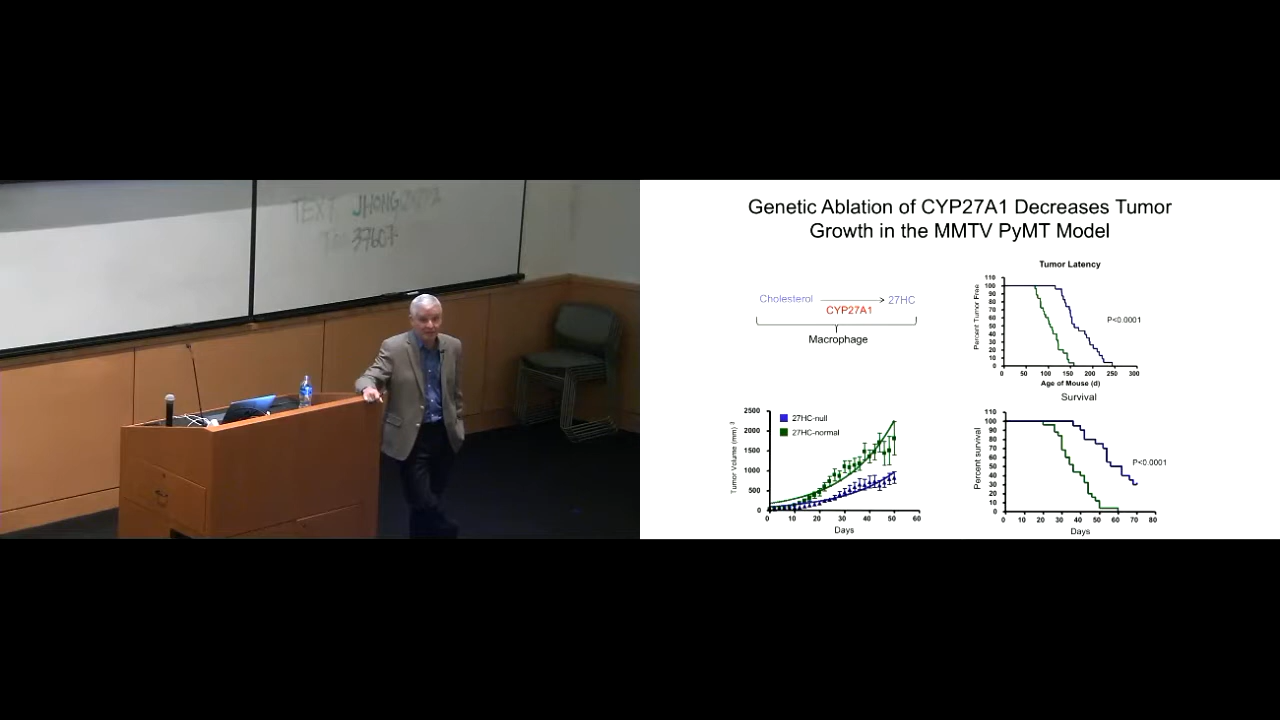 TEXT JHONG
37607
Genetic Ablation of CYP27A1 Decreases Tumor
Growth in the MMTV PyMT Model
Cholesterol
27HC
CYP27A1
Macrophage
Tumor Latency
110
100
90
80
70
60
50
40
30
20
10
0
Percent Tumor Free
P<0.0001
0 50 100 150 200 250 300
Age of Mouse (d)
2500
2000
1500
1000
500
0
Tumor Volume (mm) 3
27HC-null
27HC-normal
0 10 20 30 40 50 60
Days
Survival
110
100
90
80
70
60
50
40
30
20
10
0
Percent survival
P<0.0001
0 10 20 30 40 50 60 70 80
Days